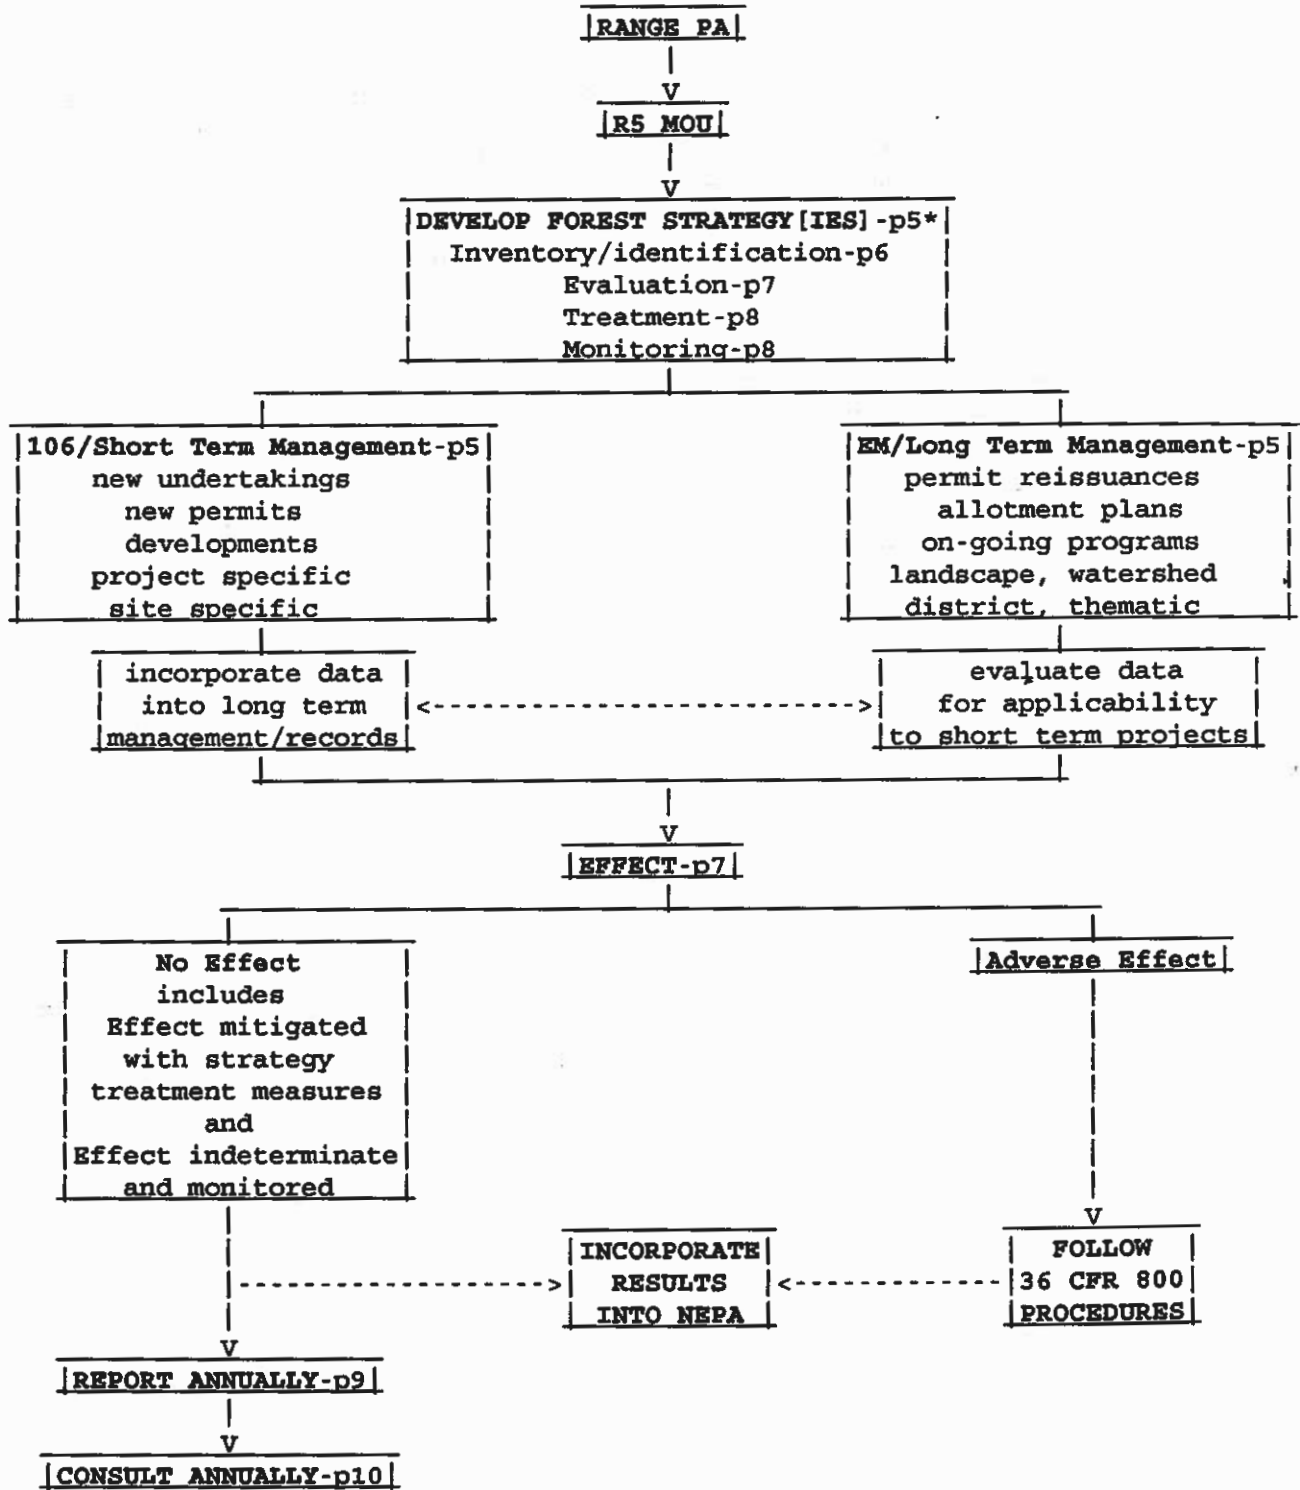 RANGE PA
V
R5 MOU
V
DEVELOP FOREST STRATEGY[IES]-p5*
Inventory/identification-p6
Evaluation-p7
Treatment-p8
Monitoring-p8
106/Short Term Management-p5
new undertakings
new permits
developments
project specific
site specific
EM/Long Term Management-p5
permit reissuances
allotment plans
on-going programs
landscape, watershed
district, thematic
incorporate data
into long term
management/records
evaluate data
for applicability
to short term projects
V
EFFECT-p7
No Effect
includes
Effect mitigated
with strategy
treatment measures
and
Effect indeterminate
and monitored
Adverse Effect
V
INCORPORATE
RESULTS
INTO NEPA
FOLLOW
36 CFR 800
PROCEDURES
V
REPORT ANNUALLY-p9
V
CONSULT ANNUALLY-p10